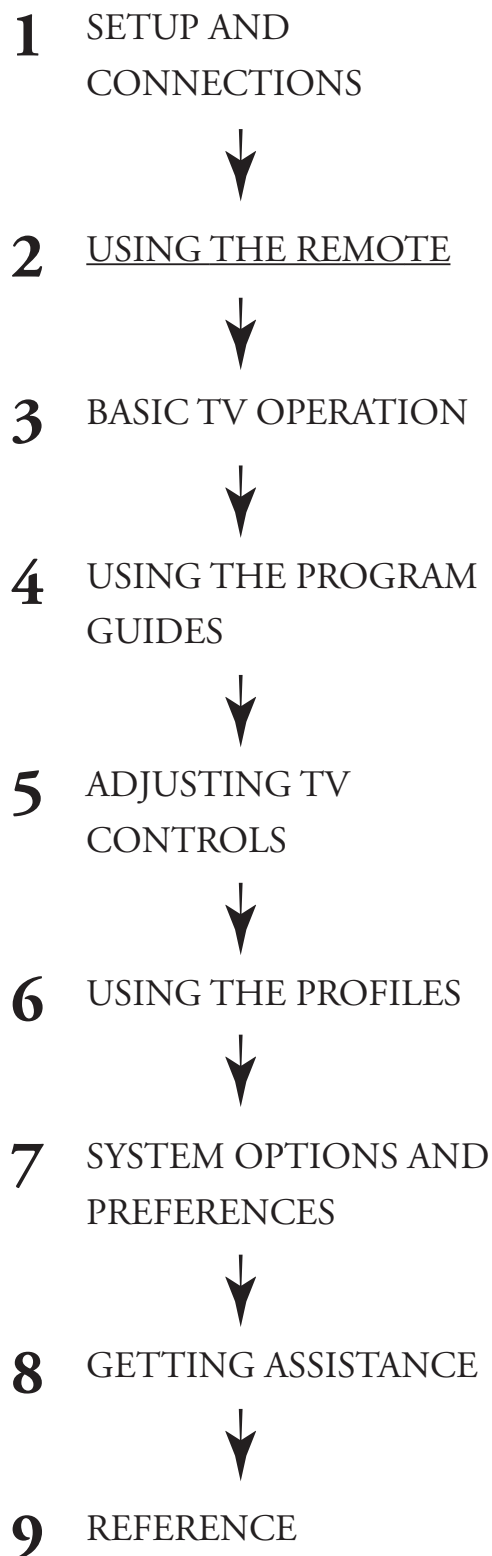 1 SETUP AND
CONNECTIONS
2 USING THE REMOTE
3 BASIC TV OPERATION
4 USING THE PROGRAM
GUIDES
5 ADJUSTING TV
CONTROLS
6 USING THE PROFILES
7 SYSTEM OPTIONS AND
PREFERENCES
8 GETTING ASSISTANCE
9 REFERENCE